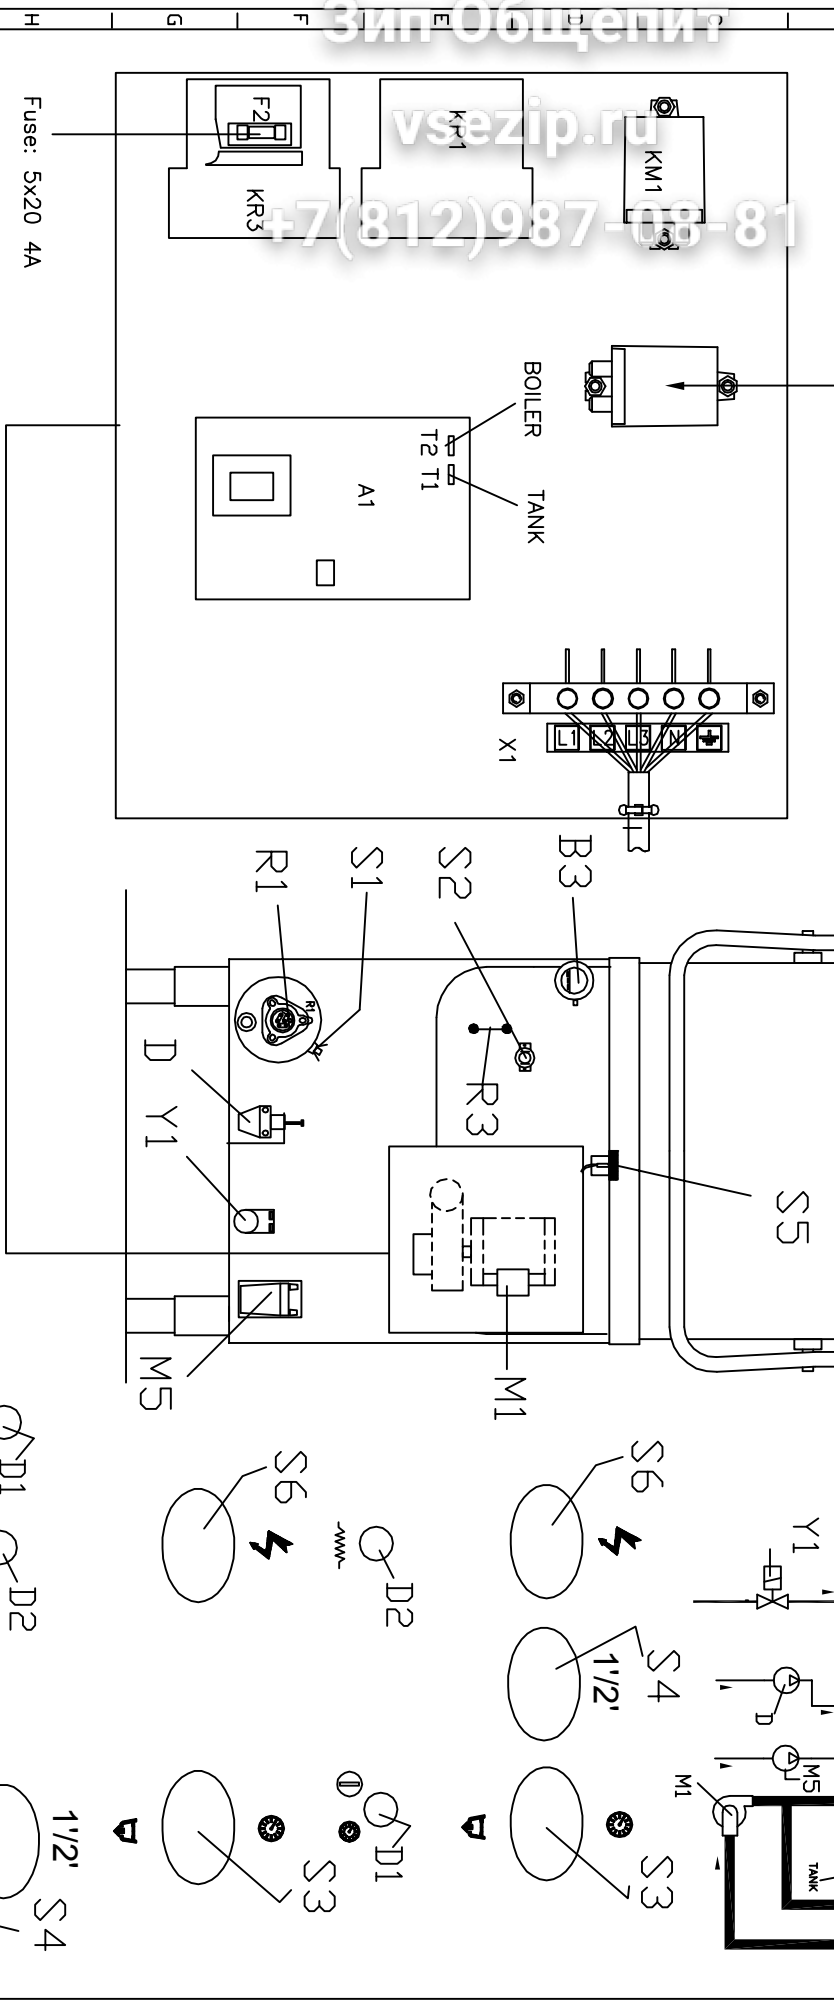 H G F E D C
Зип Общепит
vsezip.ru
+7(812)987-08-81
Fuse: 5x20 4A
F2
KR3
KR1
KM1
BOILER
TANK
T2 T1
A1
L1 L2 L3 N
X1
R1
S1
S2
B3
R1
R3
D
Y1
S5
M5
M1
D1
D2
S6
D2
S6
S4
1'/2'
Y1
D
M5
M1
TANK
S3
D1
S3
1'/2'
S4